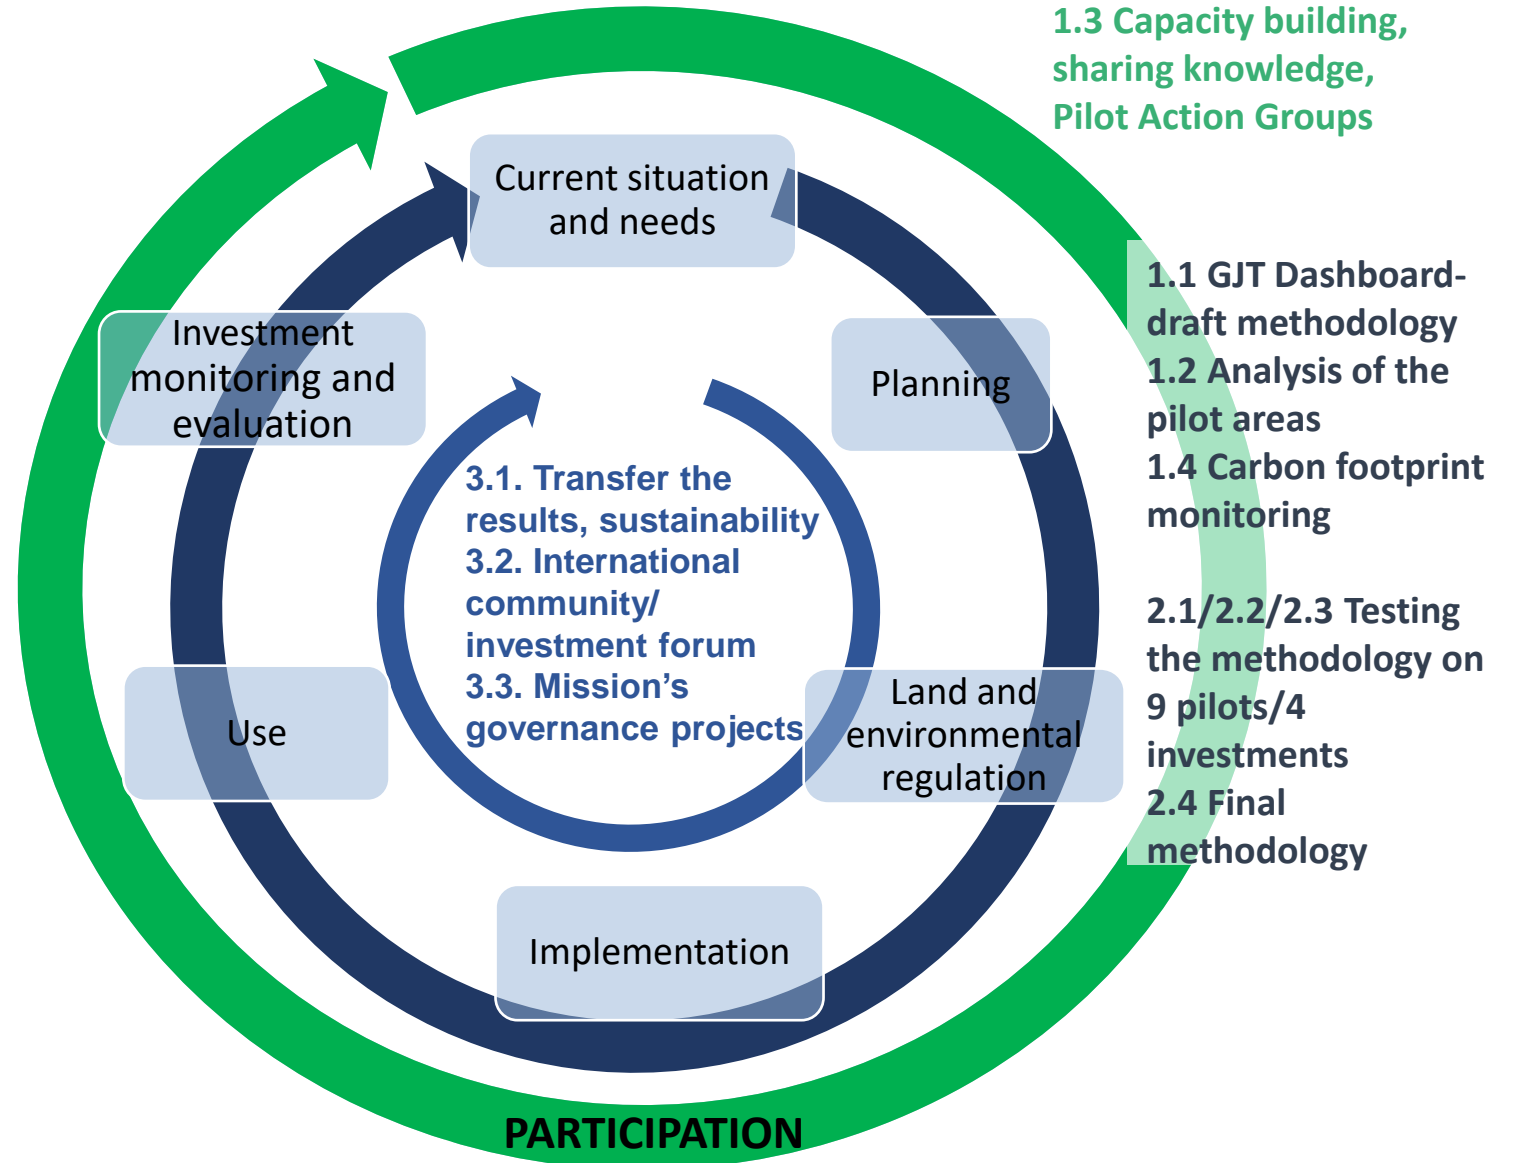 1.3 Capacity building,
sharing knowledge,
Pilot Action Groups
Current situation
and needs
1.1 GJT Dashboard-
draft methodology
1.2 Analysis of the
pilot areas
1.4 Carbon footprint
monitoring
2.1/2.2/2.3 Testing
the methodology on
9 pilots/4
investments
2.4 Final
methodology
Investment
monitoring and
evaluation
Planning
3.1. Transfer the
results, sustainability
3.2. International
community/
investment forum
3.3. Mission’s
governance projects
Use
Land and
environmental
regulation
Implementation
PARTICIPATION